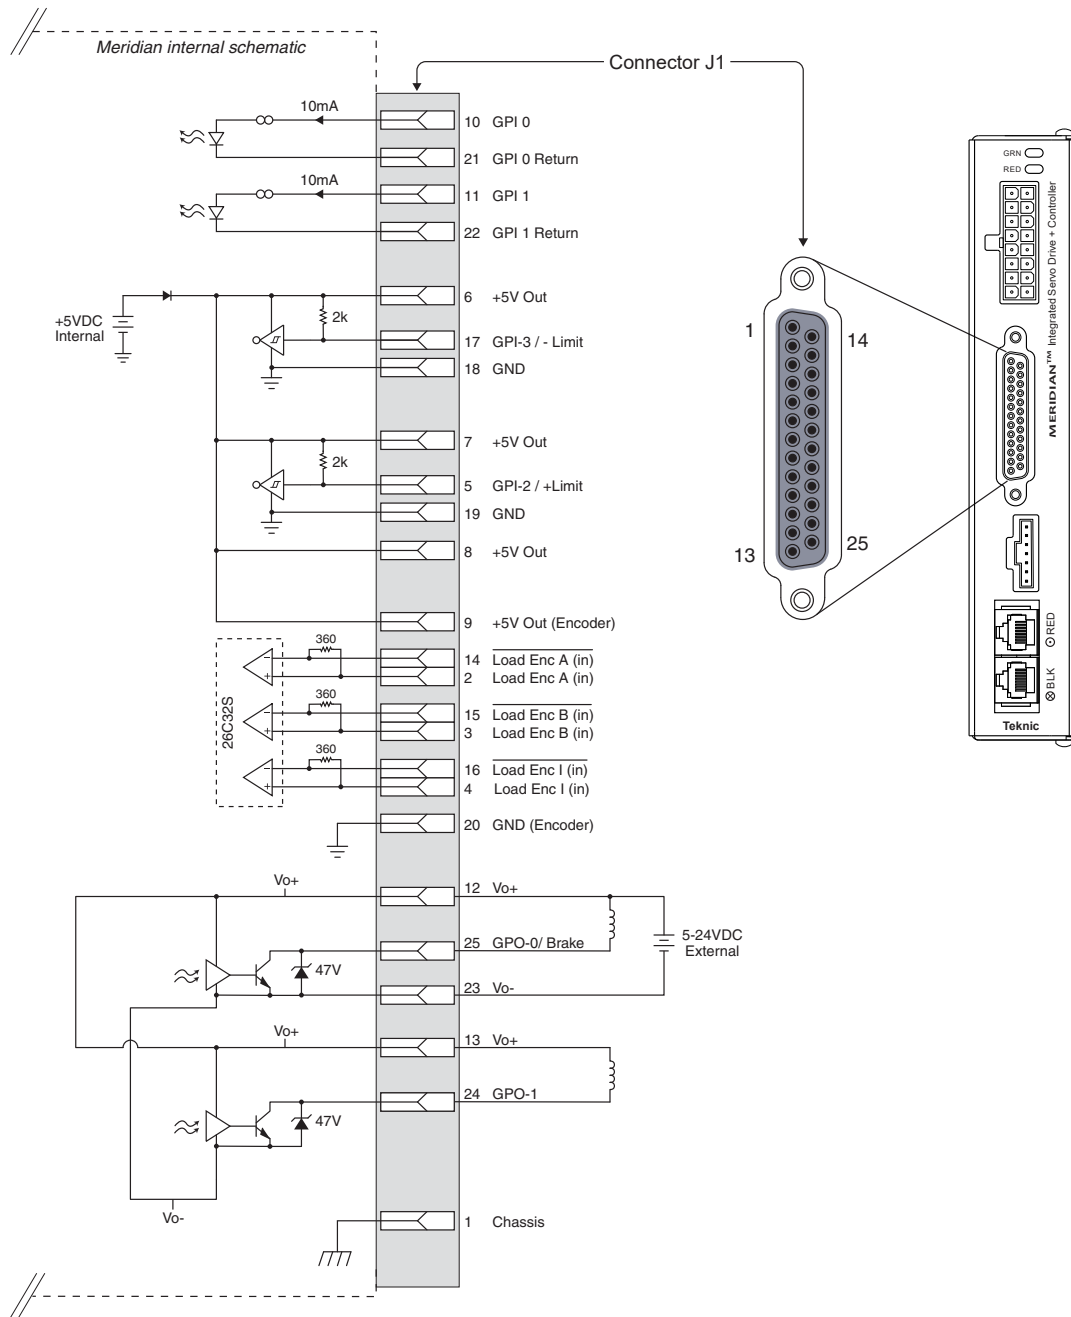 Meridian internal schematic
Connector J1
10mA
10 GPI 0
21 GPI 0 Return
10mA
11 GPI 1
22 GPI 1 Return
+5VDC
Internal
6 +5V Out
2k
17 GPI-3 / - Limit
18 GND
7 +5V Out
2k
5 GPI-2 / +Limit
19 GND
8 +5V Out
9 +5V Out (Encoder)
26C32S
360
14 Load Enc A (in)
2 Load Enc A (in)
360
15 Load Enc B (in)
3 Load Enc B (in)
360
16 Load Enc I (in)
4 Load Enc I (in)
20 GND (Encoder)
Vo+
12 Vo+
25 GPO-0/ Brake
47V
23 Vo-
5-24VDC
External
Vo+
13 Vo+
24 GPO-1
47V
Vo-
1 Chassis
1
14
13
25
GRN
RED
MERIDIAN™ Integrated Servo Drive + Controller
RED
BLK
Teknic